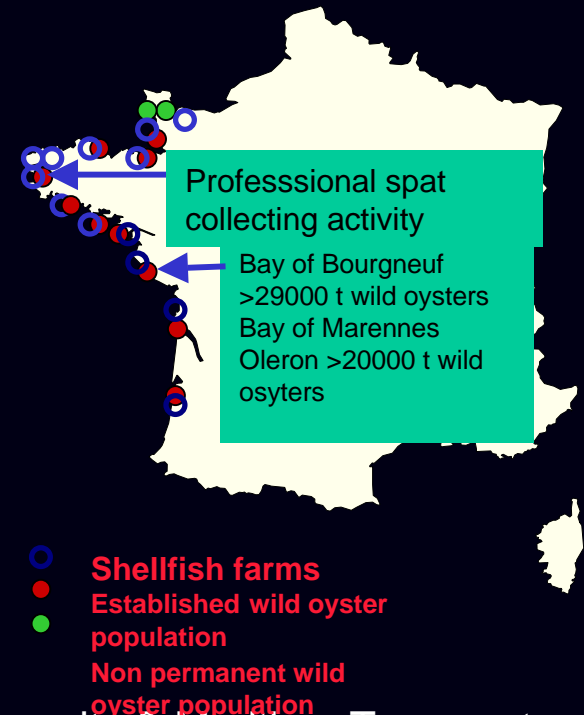 Professsional spat
collecting activity
Bay of Bourgneuf
>29000 t wild oysters
Bay of Marennes
Oleron >20000 t wild
osyters
Shellfish farms
Established wild oyster
population
Non permanent wild
oyster population